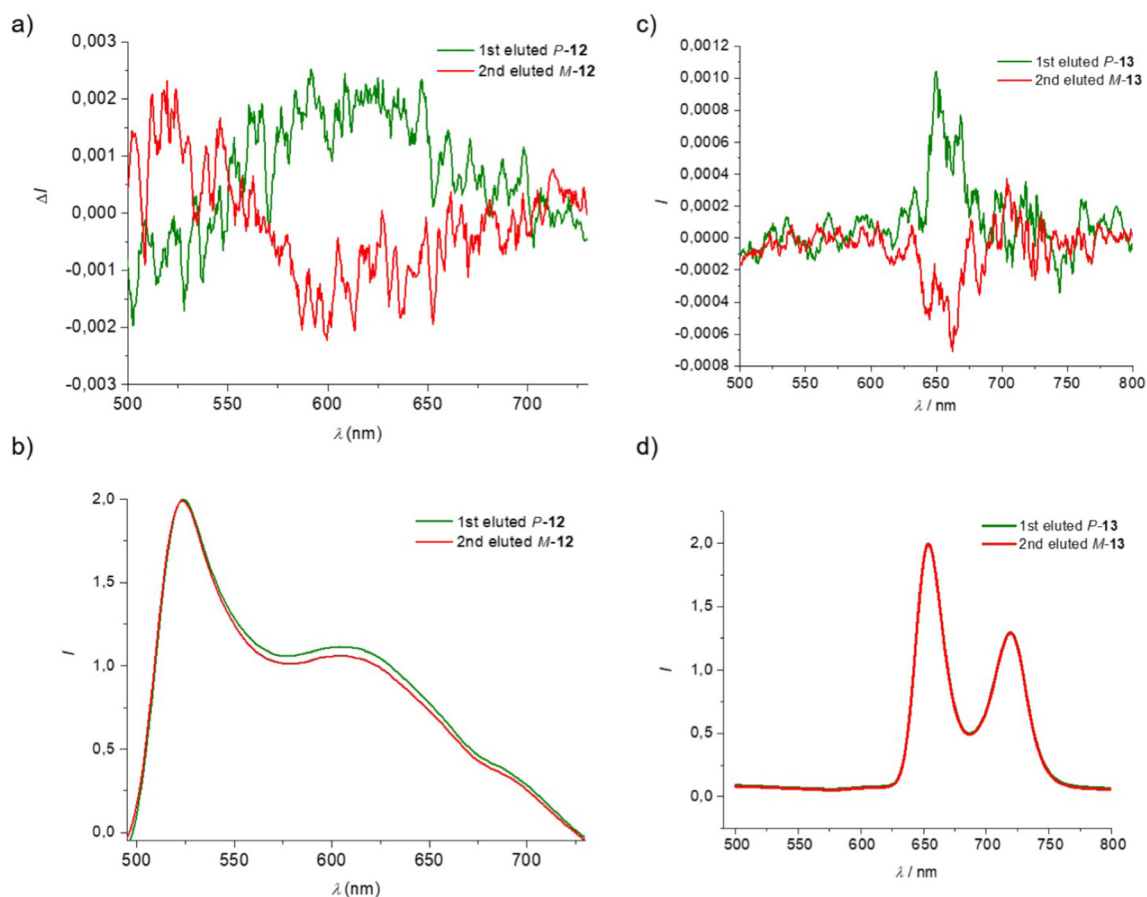 a)
0,003
0,002
0,001
0,000
-0,001
-0,002
-0,003
ΔI
1st eluted P-12
2nd eluted M-12
500 550 600 650 700
λ (nm)
c)
0,0012
0,0010
0,0008
0,0006
0,0004
0,0002
0,0000
-0,0002
-0,0004
-0,0006
-0,0008
I
1st eluted P-13
2nd eluted M-13
500 550 600 650 700 750 800
λ / nm
b)
2,0
1,5
1,0
0,5
0,0
I
1st eluted P-12
2nd eluted M-12
500 550 600 650 700
λ (nm)
d)
2,0
1,5
1,0
0,5
0,0
I
1st eluted P-13
2nd eluted M-13
500 550 600 650 700 750 800
λ / nm